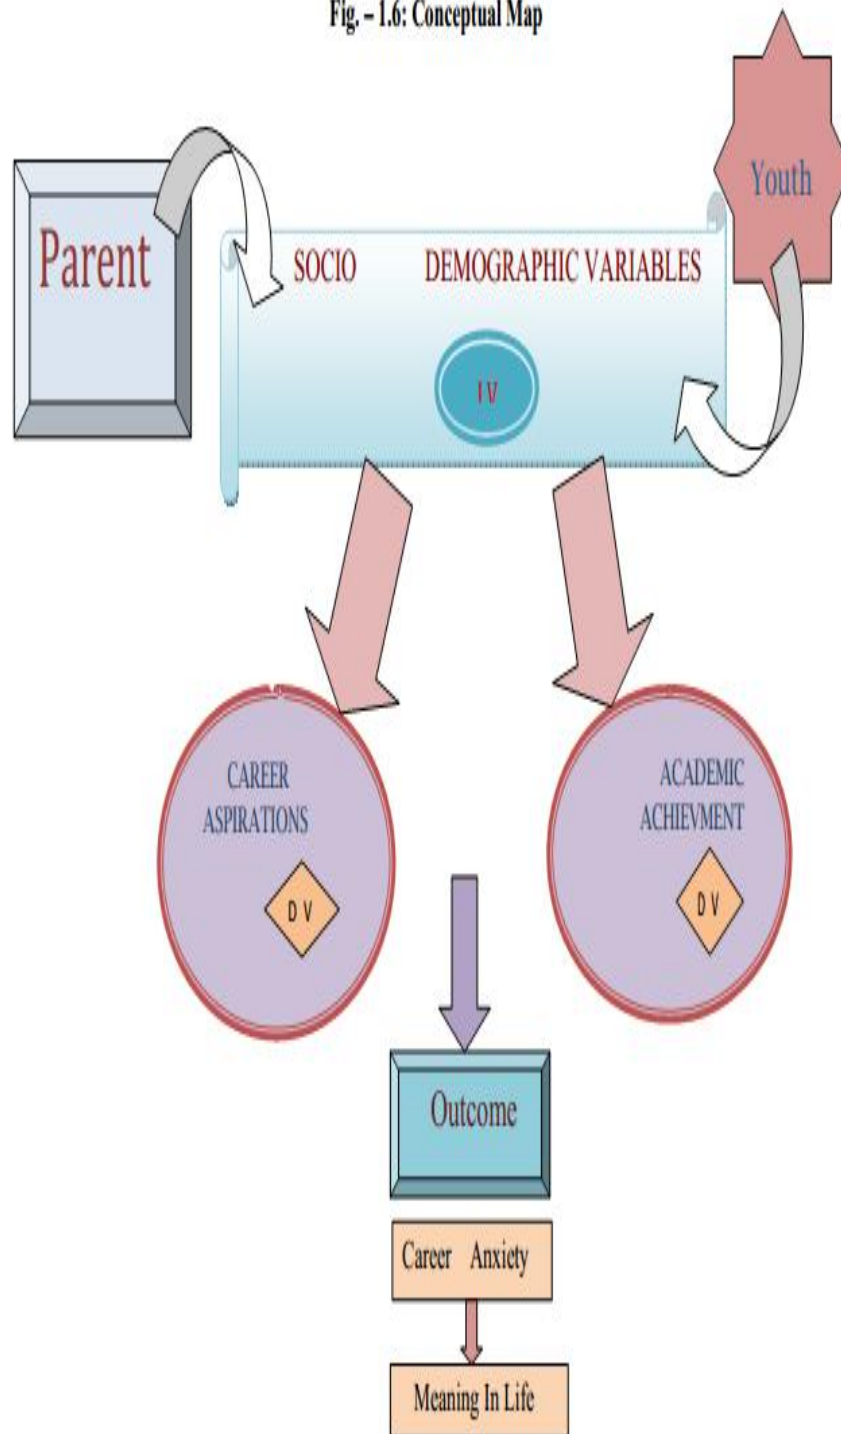 Fig. – 1.6: Conceptual Map
Parent
Youth
SOCIO DEMOGRAPHIC VARIABLES
I V
CAREER
ASPIRATIONS
D V
ACADEMIC
ACHIEVMENT
D V
Outcome
Career Anxiety
Meaning In Life